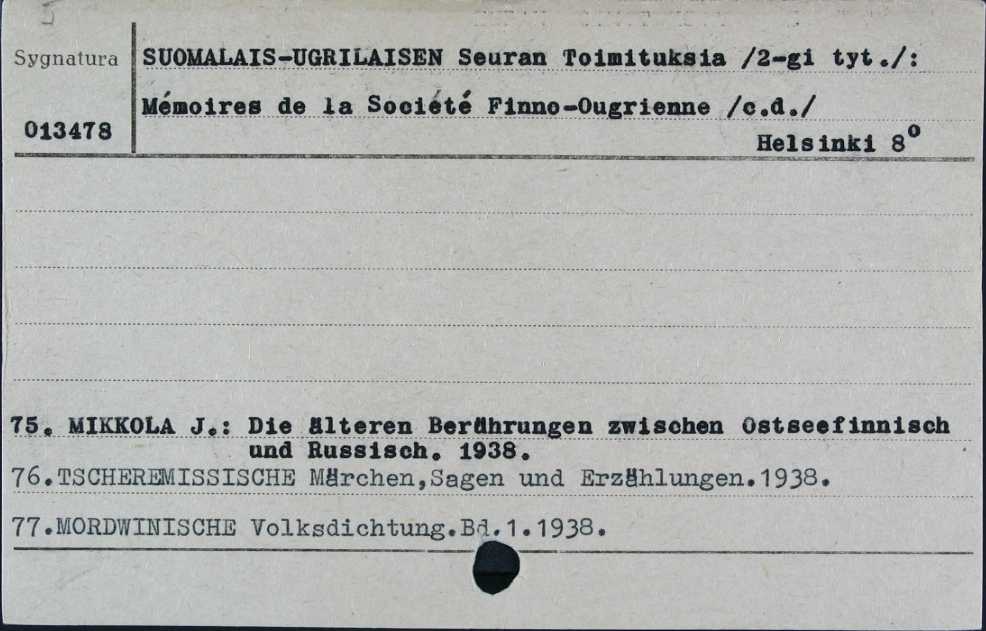 Sygnatura
SUOMALAIS-UGRILAISEN Seuran Toimituksia /2-gi tyt./:
Mémoires de la Société Finno-Ougrienne /c.d./
013478
Helsinki 8°
75. MIKKOLA J.: Die älteren Berührungen zwischen Ostseefinnisch
und Russisch. 1938.
76.TSCHEREMISSISCHE Märchen,Sagen und Erzählungen.1938.
77.MORDWINISCHE Volksdichtung.Bd.1.1938.